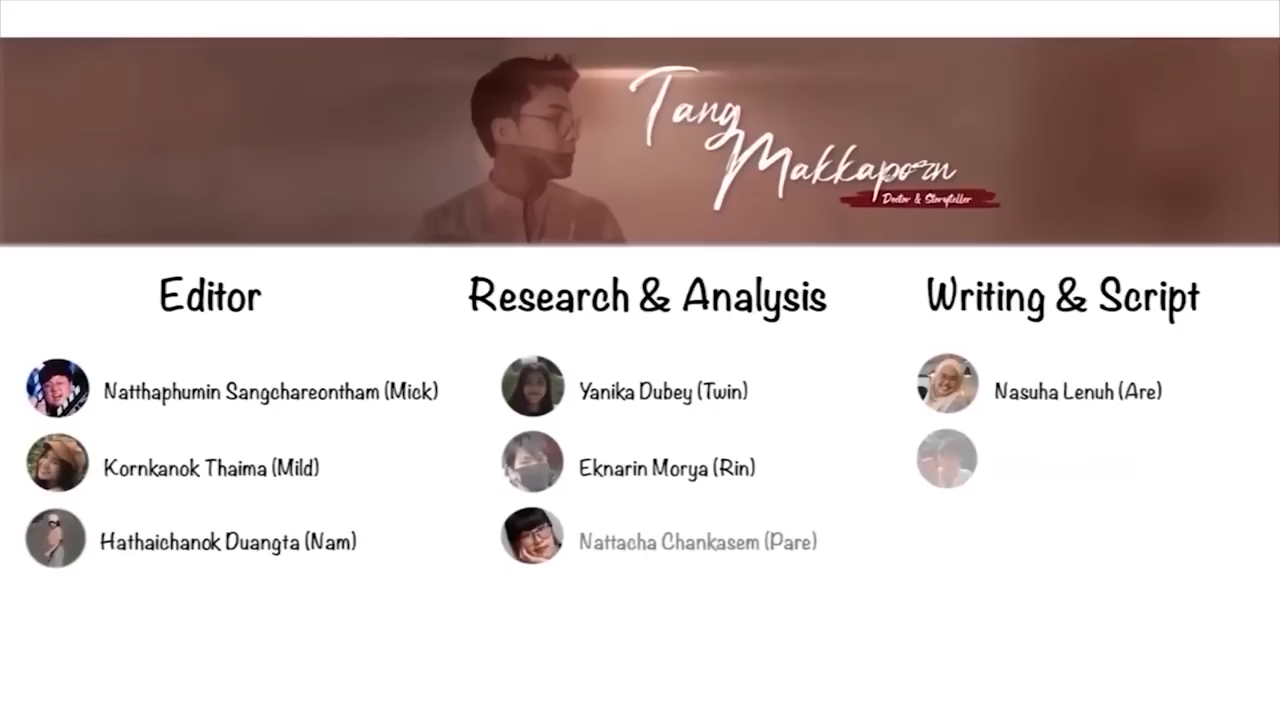 Tang
Makkaporn
Doctor & Storyteller
Editor
Natthaphumin Sangchareontham (Mick)
Kornkanok Thaima (Mild)
Hathaichanok Duangta (Nam)
Research & Analysis
Yanika Dubey (Twin)
Eknarin Morya (Rin)
Nattacha Chankasem (Pare)
Writing & Script
Nasuha Lenuh (Are)